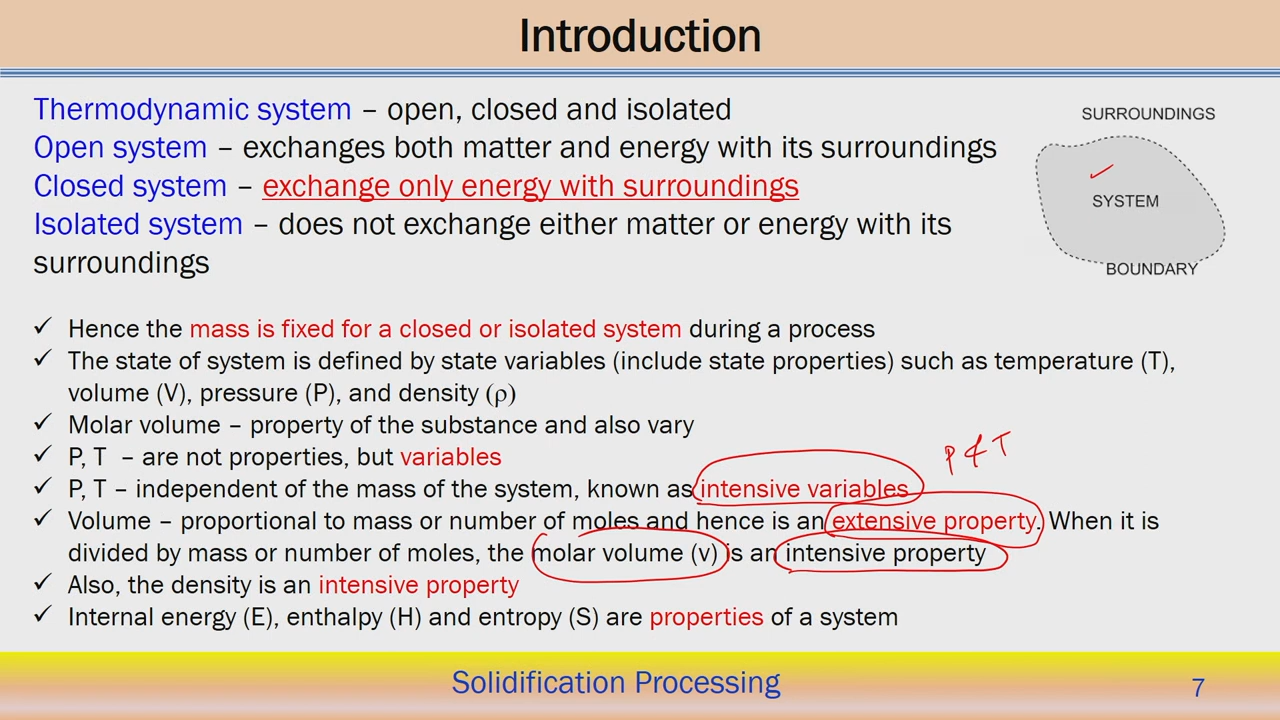 Introduction
Thermodynamic system – open, closed and isolated
Open system – exchanges both matter and energy with its surroundings
Closed system – exchange only energy with surroundings
Isolated system – does not exchange either matter or energy with its
surroundings
SURROUNDINGS
SYSTEM
BOUNDARY
✓ Hence the mass is fixed for a closed or isolated system during a process
✓ The state of system is defined by state variables (include state properties) such as temperature (T),
volume (V), pressure (P), and density (ρ)
✓ Molar volume – property of the substance and also vary
✓ P, T – are not properties, but variables
P & T
✓ P, T – independent of the mass of the system, known as intensive variables
✓ Volume – proportional to mass or number of moles and hence is an extensive property. When it is
divided by mass or number of moles, the molar volume (v) is an intensive property
✓ Also, the density is an intensive property
✓ Internal energy (E), enthalpy (H) and entropy (S) are properties of a system
Solidification Processing
7